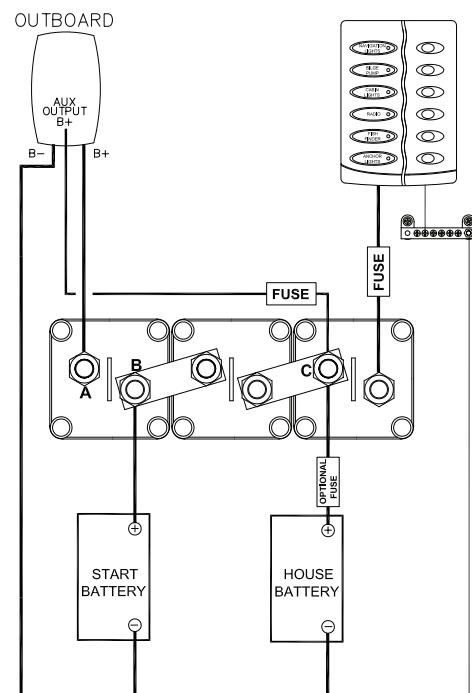 OUTBOARD
AUX
OUTPUT
B+
B-
B+
NAVIGATION
LIGHTS
BILGE
PUMP
CABIN
LIGHTS
RADIO
FISH
FINDER
ANCHOR
LIGHTS
FUSE
FUSE
A
B
C
OPTIONAL
FUSE
+
+
START
BATTERY
HOUSE
BATTERY
-
-